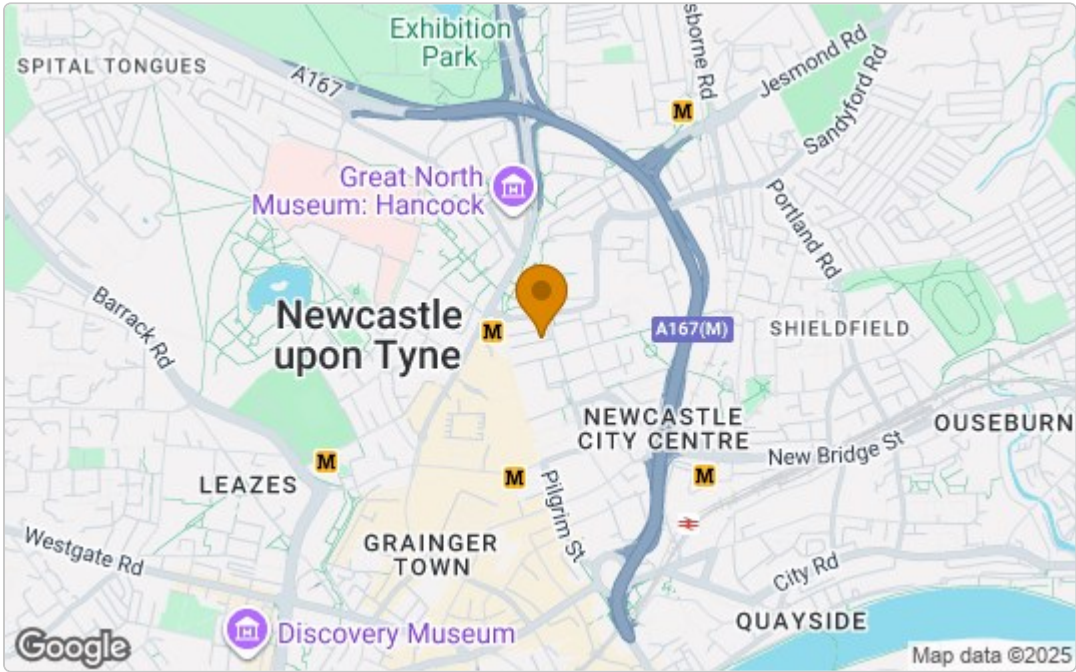 Exhibition
Park
sborne Rd
Jesmond Rd
SPITAL TONGUES
A167
Sandyford Rd
Great North
Museum: Hancock
Portland Rd
Barrack Rd
Newcastle
upon Tyne
A167(M)
SHIELDFIELD
NEWCASTLE
CITY CENTRE
OUSEBURN
New Bridge St
LEAZES
Pilgrim St
Westgate Rd
GRAINGER
TOWN
City Rd
QUAYSIDE
Discovery Museum
Google
Map data ©2025
M
M
M
M
M